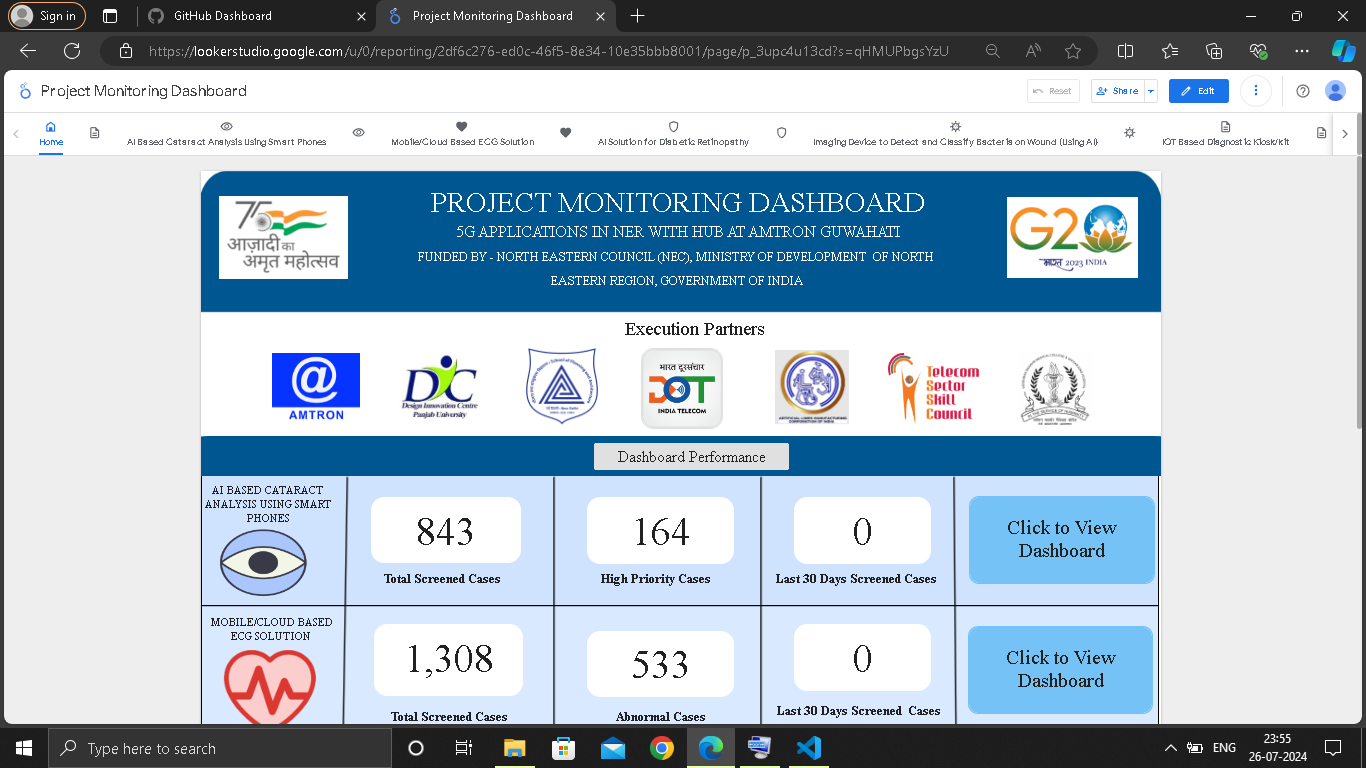 Sign in
GitHub Dashboard
Project Monitoring Dashboard
https://lookerstudio.google.com/u/0/reporting/2df6c276-ed0c-46f5-8e34-10e35bbb8001/page/p_3upc4u13cd?s=qHMUPbgsYzU
Project Monitoring Dashboard
Reset
Share
Edit
Home
AI Based Cataract Analysis Using Smart Phones
Mobile/Cloud Based ECG Solution
AI Solution for Diabetic Retinopathy
Imaging Device to Detect and Classify Bacteria on Wound (Using AI)
IOT Based Diagnostic Kiosk/Kit
75
आज़ादी का
अमृत महोत्सव
PROJECT MONITORING DASHBOARD
5G APPLICATIONS IN NER WITH HUB AT AMTRON GUWAHATI
FUNDED BY - NORTH EASTERN COUNCIL (NEC), MINISTRY OF DEVELOPMENT OF NORTH
EASTERN REGION, GOVERNMENT OF INDIA
G20
भारत 2023 INDIA
Execution Partners
@
AMTRON
DIC
Design Innovation Centre
Panjab University
भारत दूरसंचार
DOT
INDIA TELECOM
ARTIFICIAL LIMBS MANUFACTURING
CORPORATION OF INDIA
Telecom
Sector
Skill
Council
Dashboard Performance
AI BASED CATARACT
ANALYSIS USING SMART
PHONES
843
Total Screened Cases
164
High Priority Cases
0
Last 30 Days Screened Cases
Click to View
Dashboard
MOBILE/CLOUD BASED
ECG SOLUTION
1,308
Total Screened Cases
533
Abnormal Cases
0
Last 30 Days Screened Cases
Click to View
Dashboard
Type here to search
ENG
23:55
26-07-2024